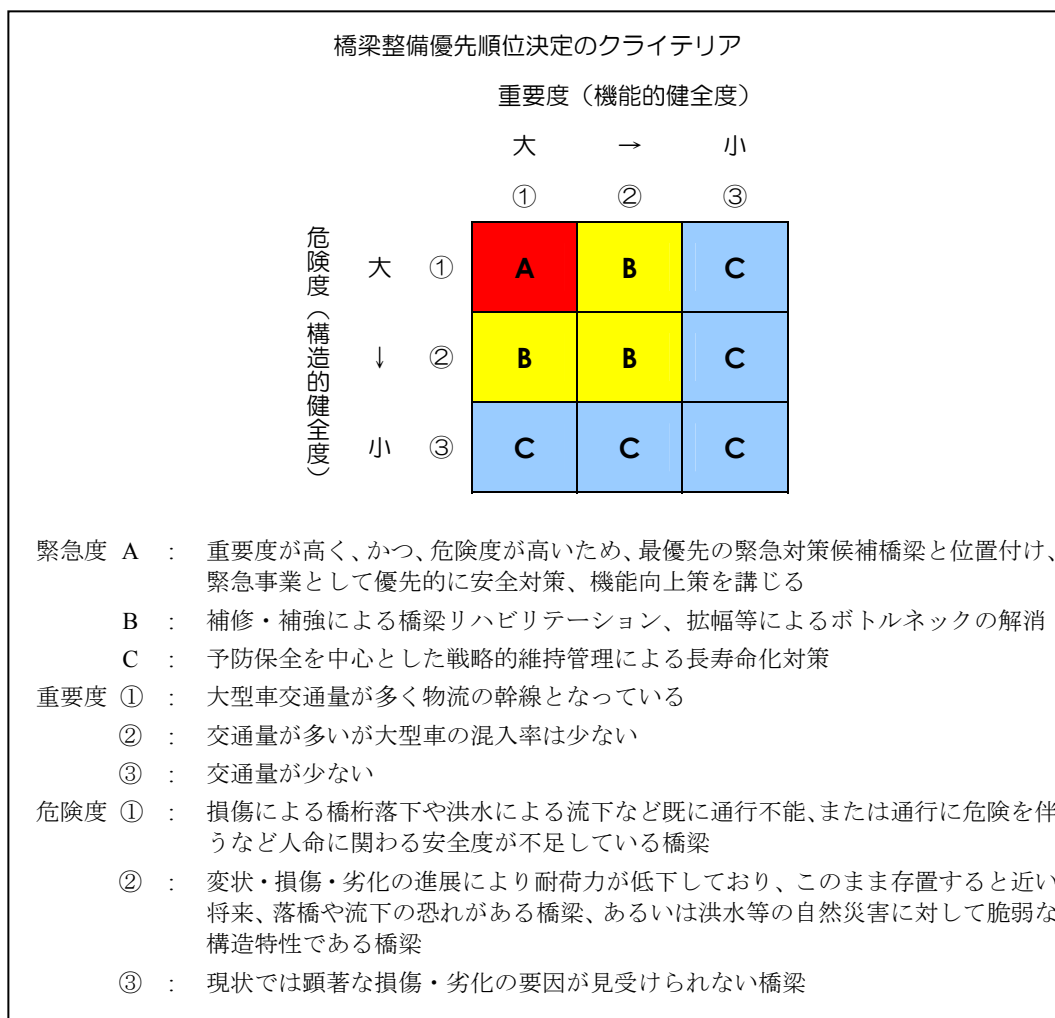 橋梁整備優先順位決定のクライテリア
重要度(機能的健全度)
大 → 小
① ② ③
危険度(構造的健全度)
大 ① A B C
↓ ② B B C
小 ③ C C C
緊急度 A : 重要度が高く、かつ、危険度が高いため、最優先の緊急対策候補橋梁と位置付け、
緊急事業として優先的に安全対策、機能向上策を講じる
B : 補修・補強による橋梁リハビリテーション、拡幅等によるボトルネックの解消
C : 予防保全を中心とした戦略的維持管理による長寿命化対策
重要度 ① : 大型車交通量が多く物流の幹線となっている
② : 交通量が多いが大型車の混入率は少ない
③ : 交通量が少ない
危険度 ① : 損傷による橋桁落下や洪水による流下など既に通行不能、または通行に危険を伴
うなど人命に関わる安全度が不足している橋梁
② : 変状・損傷・劣化の進展により耐荷力が低下しており、このまま存置すると近い
将来、落橋や流下の恐れがある橋梁、あるいは洪水等の自然災害に対して脆弱な
構造特性である橋梁
③ : 現状では顕著な損傷・劣化の要因が見受けられない橋梁